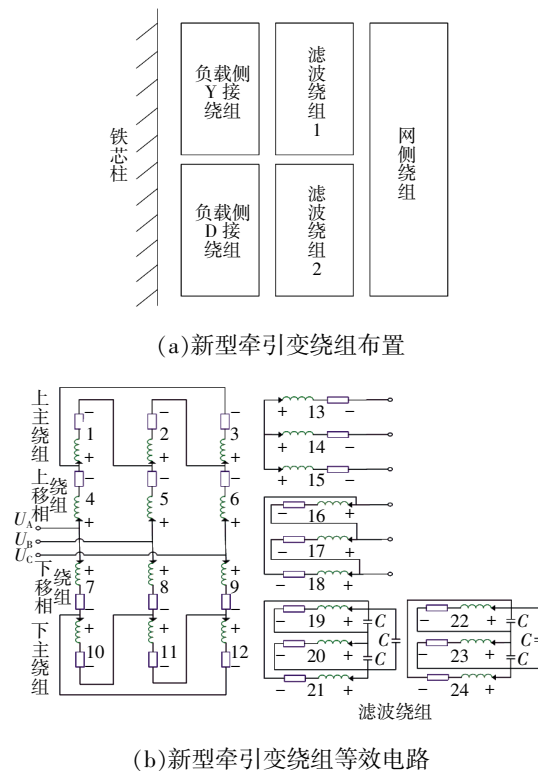 铁芯柱
负载侧
Y 接
绕组
滤波绕组1
网侧绕组
负载侧
D 接
绕组
滤波绕组2
(a)新型牵引变绕组布置
上主绕组
− − −
1 2 3
+ + +
上移相
绕组
4 5 6
+ + +
U_A
U_B
U_C
下移相
绕组
+ + +
7 8 9
− − −
下主绕组
+ + +
10 11 12
− − −
+ 13 −
+ 14 −
+ 15 −
− 16 +
− 17 +
− 18 +
− 19 + C
− 20 + C C
− 21 +
− 22 + C
− 23 + C C
− 24 +
滤波绕组
(b)新型牵引变绕组等效电路